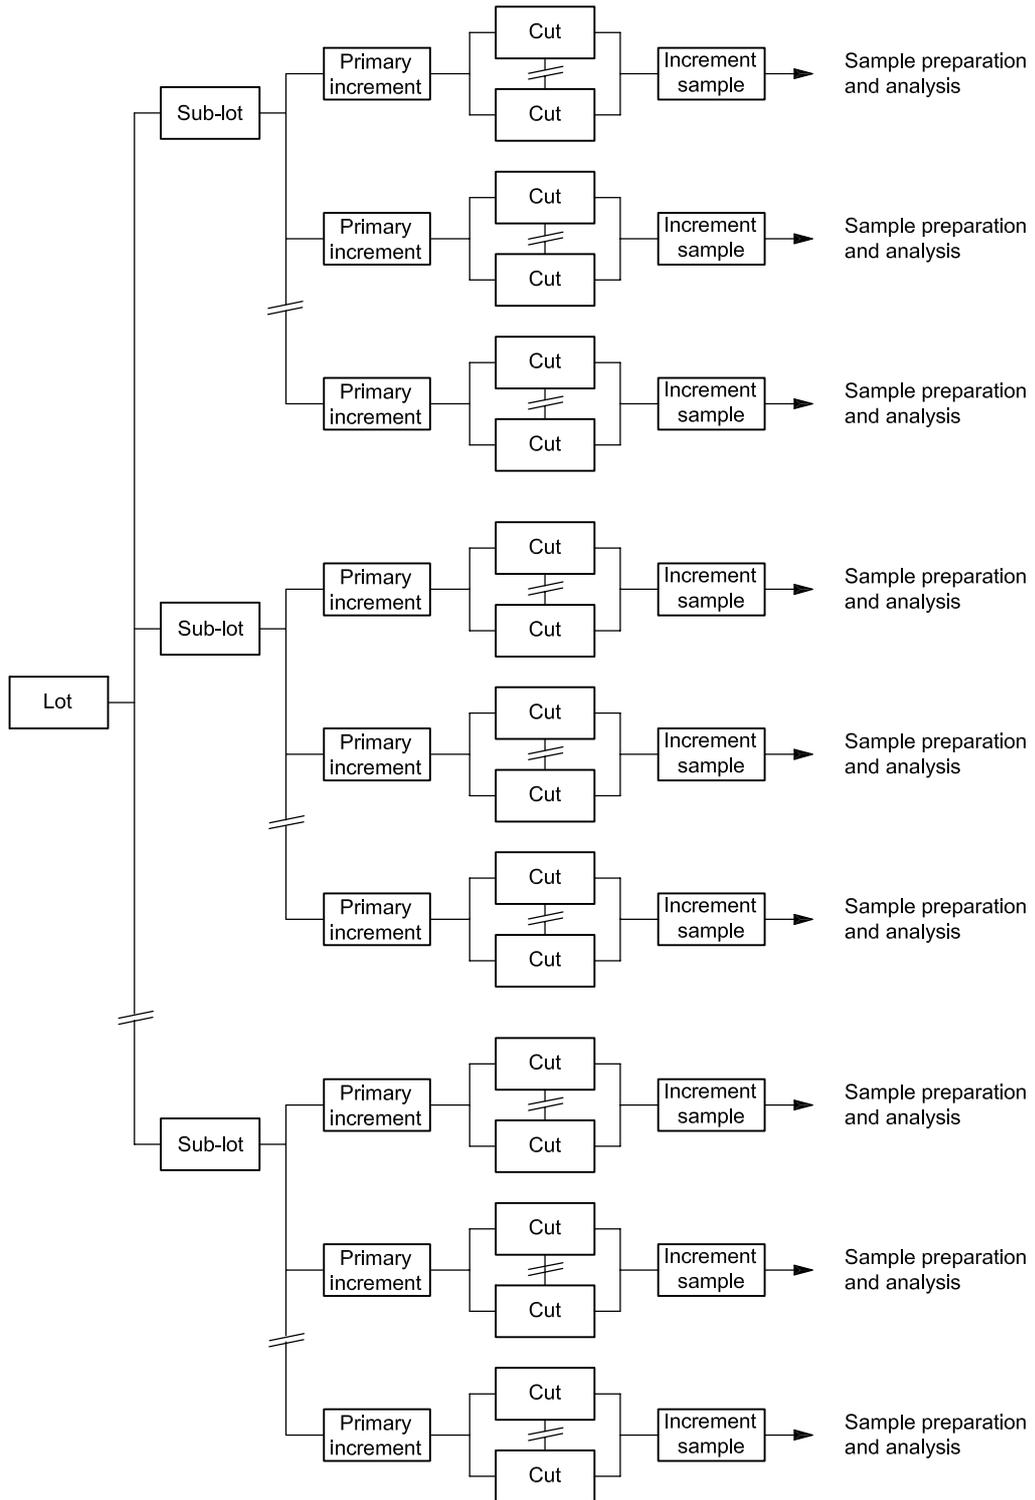 Cut
Primary
increment
Increment
sample
Sample preparation
and analysis
Sub-lot
Cut
Cut
Primary
increment
Increment
sample
Sample preparation
and analysis
Cut
Cut
Primary
increment
Increment
sample
Sample preparation
and analysis
Cut
Cut
Primary
increment
Increment
sample
Sample preparation
and analysis
Sub-lot
Cut
Lot
Cut
Primary
increment
Increment
sample
Sample preparation
and analysis
Cut
Cut
Primary
increment
Increment
sample
Sample preparation
and analysis
Cut
Cut
Primary
increment
Increment
sample
Sample preparation
and analysis
Sub-lot
Cut
Cut
Primary
increment
Increment
sample
Sample preparation
and analysis
Cut
Cut
Primary
increment
Increment
sample
Sample preparation
and analysis
Cut